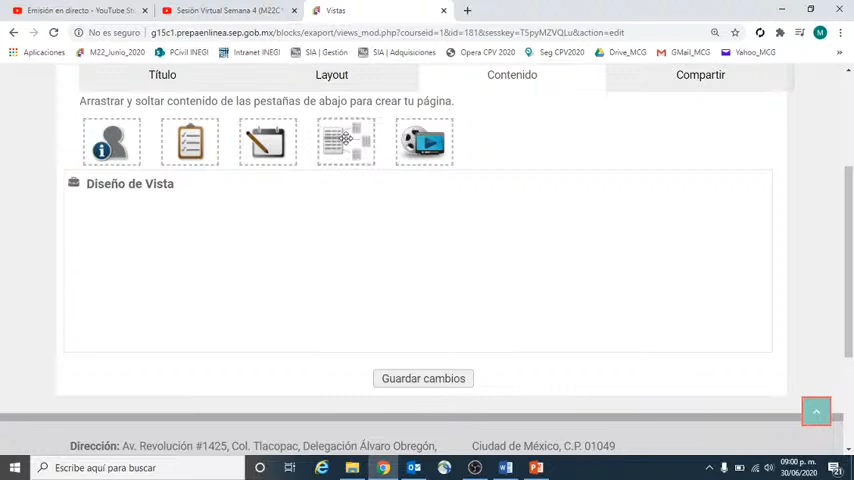 Emisión en directo - YouTube St
Sesión Virtual Semana 4 (M22C
Vistas
No es seguro
g15c1.prepaenlinea.sep.gob.mx/blocks/exaport/views_mod.php?courseid=1&id=181&sesskey=T5pyMZVQLu&action=edit
M
Aplicaciones
M22_Junio_2020
PCivil INEGI
Intranet INEGI
SIA | Gestión
SIA | Adquisiciones
Opera CPV 2020
Seg CPV2020
Drive_MCG
GMail_MCG
Yahoo_MCG
»
Título
Layout
Contenido
Compartir
Arrastrar y soltar contenido de las pestañas de abajo para crear tu página.
Diseño de Vista
Guardar cambios
Dirección: Av. Revolución #1425, Col. Tlacopac, Delegación Álvaro Obregón,
Ciudad de México, C.P. 01049
Escribe aquí para buscar
09:00 p. m.
30/06/2020
21